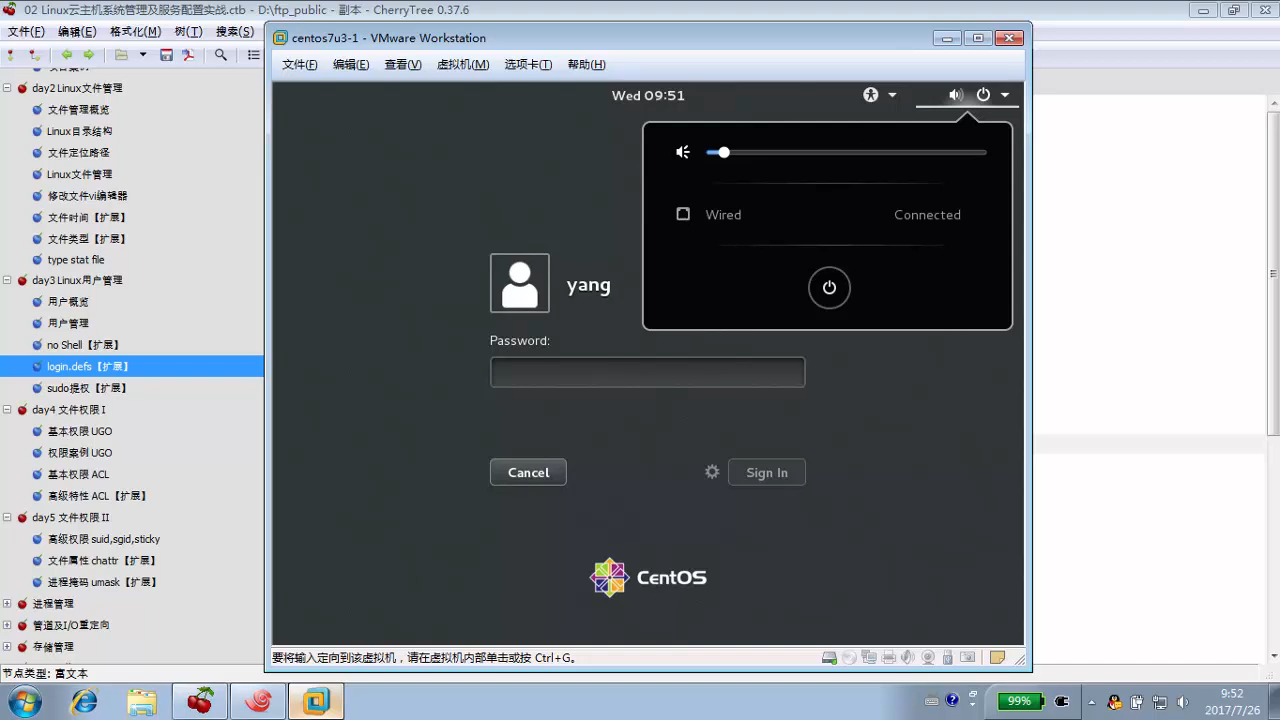 02 Linux云主机系统管理及服务配置实战.ctb - D:\ftp_public - 副本 - CherryTree 0.37.6
文件(F) 编辑(E) 格式化(M) 树(T) 搜索(S)
day2 Linux文件管理
文件管理概览
Linux目录结构
文件定位路径
Linux文件管理
修改文件vi编辑器
文件时间【扩展】
文件类型【扩展】
type stat file
day3 Linux用户管理
用户概览
用户管理
no Shell【扩展】
login.defs【扩展】
sudo提权【扩展】
day4 文件权限 I
基本权限 UGO
权限案例 UGO
基本权限 ACL
高级特性 ACL【扩展】
day5 文件权限 II
高级权限 suid,sgid,sticky
文件属性 chattr【扩展】
进程掩码 umask【扩展】
进程管理
管道及I/O重定向
存储管理
节点类型: 富文本
centos7u3-1 - VMware Workstation
文件(F) 编辑(E) 查看(V) 虚拟机(M) 选项卡(T) 帮助(H)
Wed 09:51
Wired Connected
yang
Password:
Cancel Sign In
CentOS
要将输入定向到该虚拟机，请在虚拟机内部单击或按 Ctrl+G。
99%
9:52
2017/7/26